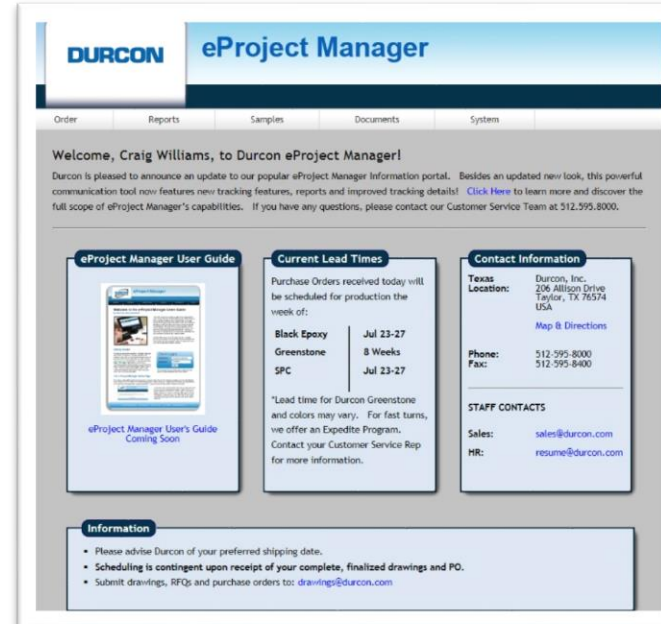 DURCON
eProject Manager
Order Reports Samples Documents System
Welcome, Craig Williams, to Durcon eProject Manager!
Durcon is pleased to announce an update to our popular eProject Manager Information portal. Besides an updated new look, this powerful
communication tool now features new tracking features, reports and improved tracking details! Click Here to learn more and discover the
full scope of eProject Manager's capabilities. If you have any questions, please contact our Customer Service Team at 512.595.8000.
eProject Manager User Guide
eProject Manager User's Guide
Coming Soon
Current Lead Times
Purchase Orders received today will
be scheduled for production the
week of:
Black Epoxy Jul 23-27
Greenstone 8 Weeks
SPC Jul 23-27
*Lead time for Durcon Greenstone
and colors may vary. For fast turns,
we offer an Expedite Program.
Contact your Customer Service Rep
for more information.
Contact Information
Texas Durcon, Inc.
Location: 206 Allison Drive
Taylor, TX 76574
USA
Map & Directions
Phone: 512-595-8000
Fax: 512-595-8400
STAFF CONTACTS
Sales: sales@durcon.com
HR: resume@durcon.com
Information
• Please advise Durcon of your preferred shipping date.
• Scheduling is contingent upon receipt of your complete, finalized drawings and PO.
• Submit drawings, RFQs and purchase orders to: drawings@durcon.com